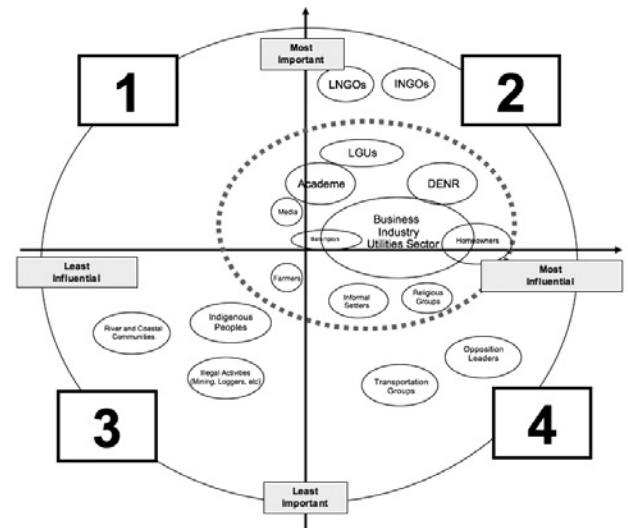 Most
Important
1
2
LNGOs
INGOs
LGUs
Academe
DENR
Media
Business
Industry
Utilities Sector
Barangays
Homeowners
Least
Influential
Most
Influential
Farmers
Informal
Settlers
Religious
Groups
Indigenous
Peoples
River and Coastal
Communities
Illegal Activities
(Mining, Loggers, etc)
Opposition
Leaders
Transportation
Groups
3
4
Least
Important